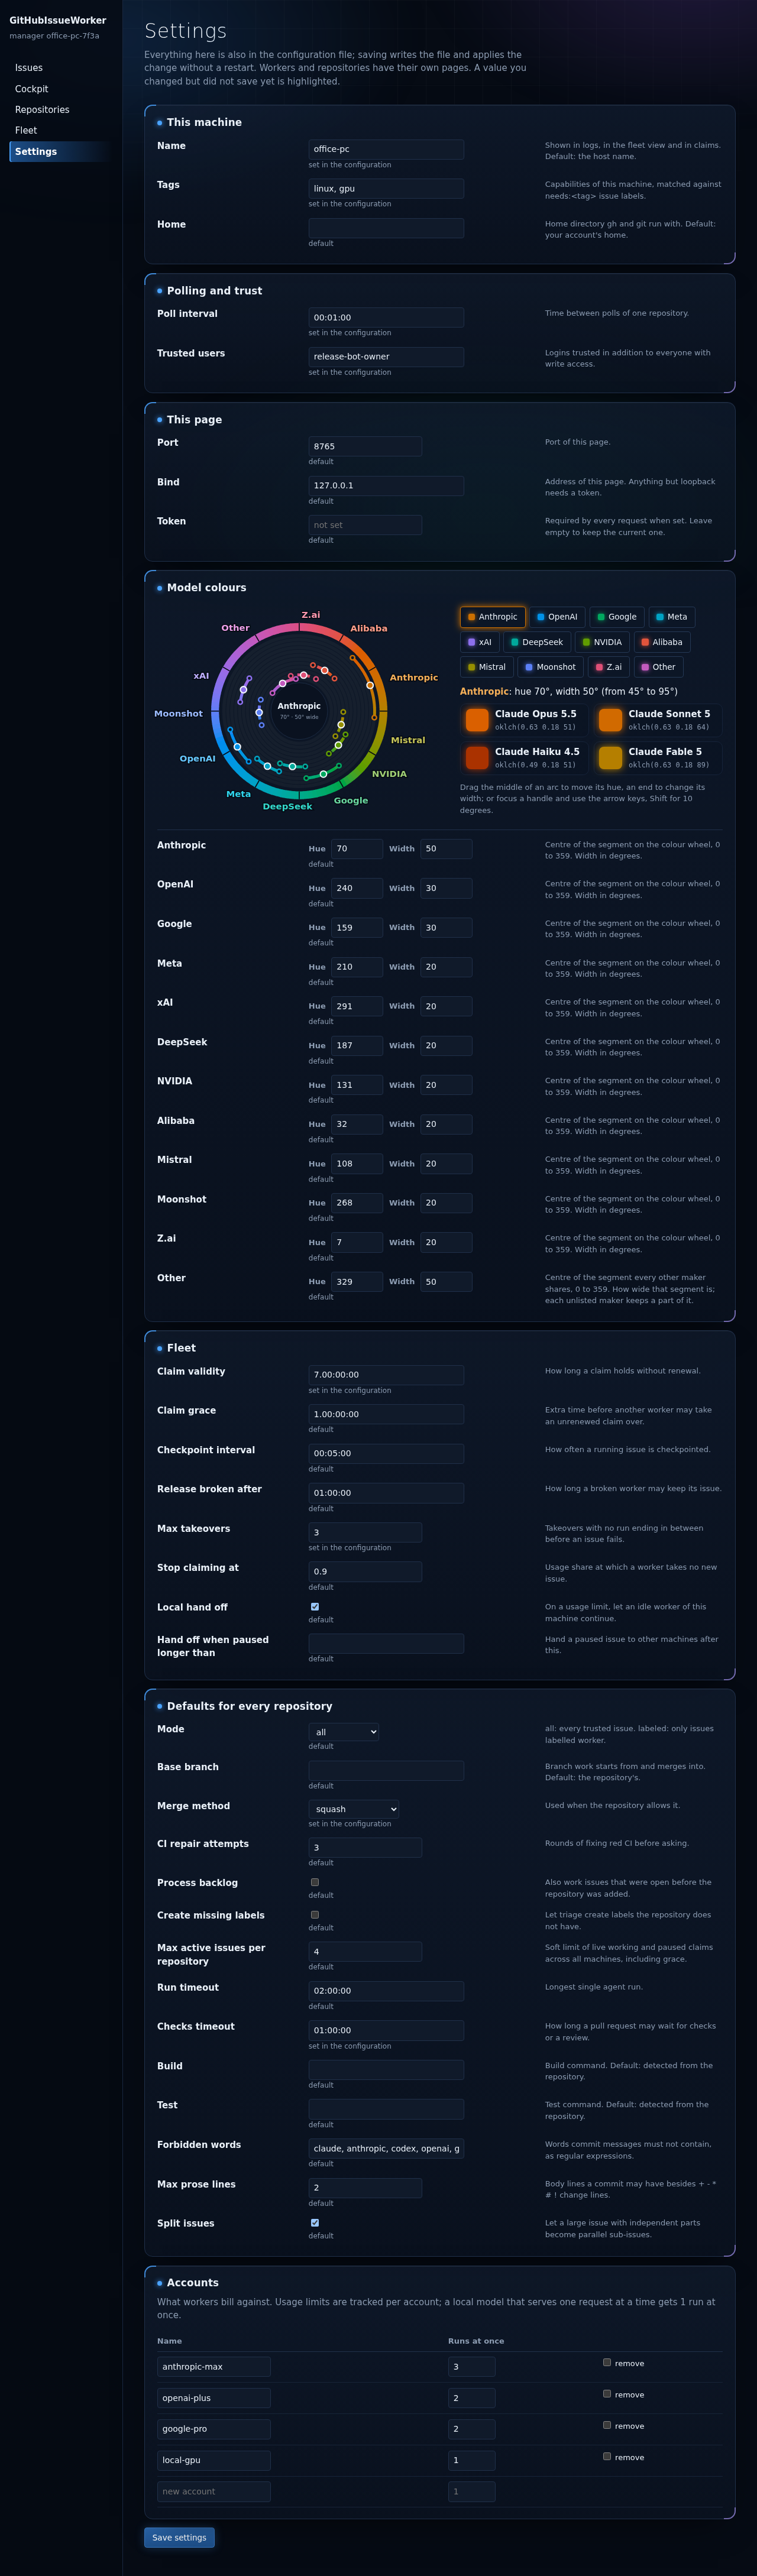 GitHubIssueWorker
manager office-pc-7f3a
Issues
Cockpit
Repositories
Fleet
Settings
Settings
Everything here is also in the configuration file; saving writes the file and applies the
change without a restart. Workers and repositories have their own pages. A value you
changed but did not save yet is highlighted.
This machine
Name
office-pc
set in the configuration
Shown in logs, in the fleet view and in claims.
Default: the host name.
Tags
linux, gpu
set in the configuration
Capabilities of this machine, matched against
needs:<tag> issue labels.
Home
default
Home directory gh and git run with. Default:
your account's home.
Polling and trust
Poll interval
00:01:00
set in the configuration
Time between polls of one repository.
Trusted users
release-bot-owner
set in the configuration
Logins trusted in addition to everyone with
write access.
This page
Port
8765
default
Port of this page.
Bind
127.0.0.1
default
Address of this page. Anything but loopback
needs a token.
Token
not set
default
Required by every request when set. Leave
empty to keep the current one.
Model colours
Z.ai
Other
Alibaba
xAI
Anthropic
Moonshot
Anthropic
70° · 50° wide
Mistral
OpenAI
NVIDIA
Meta
Google
DeepSeek
Anthropic
OpenAI
Google
Meta
xAI
DeepSeek
NVIDIA
Alibaba
Mistral
Moonshot
Z.ai
Other
Anthropic: hue 70°, width 50° (from 45° to 95°)
Claude Opus 5.5
oklch(0.63 0.18 51)
Claude Sonnet 5
oklch(0.63 0.18 64)
Claude Haiku 4.5
oklch(0.49 0.18 51)
Claude Fable 5
oklch(0.63 0.18 89)
Drag the middle of an arc to move its hue, an end to change its
width; or focus a handle and use the arrow keys, Shift for 10
degrees.
Anthropic
Hue 70 Width 50
default
Centre of the segment on the colour wheel, 0
to 359. Width in degrees.
OpenAI
Hue 240 Width 30
default
Centre of the segment on the colour wheel, 0
to 359. Width in degrees.
Google
Hue 159 Width 30
default
Centre of the segment on the colour wheel, 0
to 359. Width in degrees.
Meta
Hue 210 Width 20
default
Centre of the segment on the colour wheel, 0
to 359. Width in degrees.
xAI
Hue 291 Width 20
default
Centre of the segment on the colour wheel, 0
to 359. Width in degrees.
DeepSeek
Hue 187 Width 20
default
Centre of the segment on the colour wheel, 0
to 359. Width in degrees.
NVIDIA
Hue 131 Width 20
default
Centre of the segment on the colour wheel, 0
to 359. Width in degrees.
Alibaba
Hue 32 Width 20
default
Centre of the segment on the colour wheel, 0
to 359. Width in degrees.
Mistral
Hue 108 Width 20
default
Centre of the segment on the colour wheel, 0
to 359. Width in degrees.
Moonshot
Hue 268 Width 20
default
Centre of the segment on the colour wheel, 0
to 359. Width in degrees.
Z.ai
Hue 7 Width 20
default
Centre of the segment on the colour wheel, 0
to 359. Width in degrees.
Other
Hue 329 Width 50
default
Centre of the segment every other maker
shares, 0 to 359. How wide that segment is;
each unlisted maker keeps a part of it.
Fleet
Claim validity
7.00:00:00
set in the configuration
How long a claim holds without renewal.
Claim grace
1.00:00:00
default
Extra time before another worker may take
an unrenewed claim over.
Checkpoint interval
00:05:00
default
How often a running issue is checkpointed.
Release broken after
01:00:00
default
How long a broken worker may keep its issue.
Max takeovers
3
set in the configuration
Takeovers with no run ending in between
before an issue fails.
Stop claiming at
0.9
default
Usage share at which a worker takes no new
issue.
Local hand off
default
On a usage limit, let an idle worker of this
machine continue.
Hand off when paused
longer than
default
Hand a paused issue to other machines after
this.
Defaults for every repository
Mode
all
default
all: every trusted issue. labeled: only issues
labelled worker.
Base branch
default
Branch work starts from and merges into.
Default: the repository's.
Merge method
squash
set in the configuration
Used when the repository allows it.
CI repair attempts
3
default
Rounds of fixing red CI before asking.
Process backlog
default
Also work issues that were open before the
repository was added.
Create missing labels
default
Let triage create labels the repository does
not have.
Max active issues per
repository
4
default
Soft limit of live working and paused claims
across all machines, including grace.
Run timeout
02:00:00
default
Longest single agent run.
Checks timeout
01:00:00
set in the configuration
How long a pull request may wait for checks
or a review.
Build
default
Build command. Default: detected from the
repository.
Test
default
Test command. Default: detected from the
repository.
Forbidden words
claude, anthropic, codex, openai, g
default
Words commit messages must not contain,
as regular expressions.
Max prose lines
2
default
Body lines a commit may have besides + - *
# ! change lines.
Split issues
default
Let a large issue with independent parts
become parallel sub-issues.
Accounts
What workers bill against. Usage limits are tracked per account; a local model that serves one request at a time gets 1 run at
once.
Name
Runs at once
anthropic-max
3
remove
openai-plus
2
remove
google-pro
2
remove
local-gpu
1
remove
new account
1
Save settings